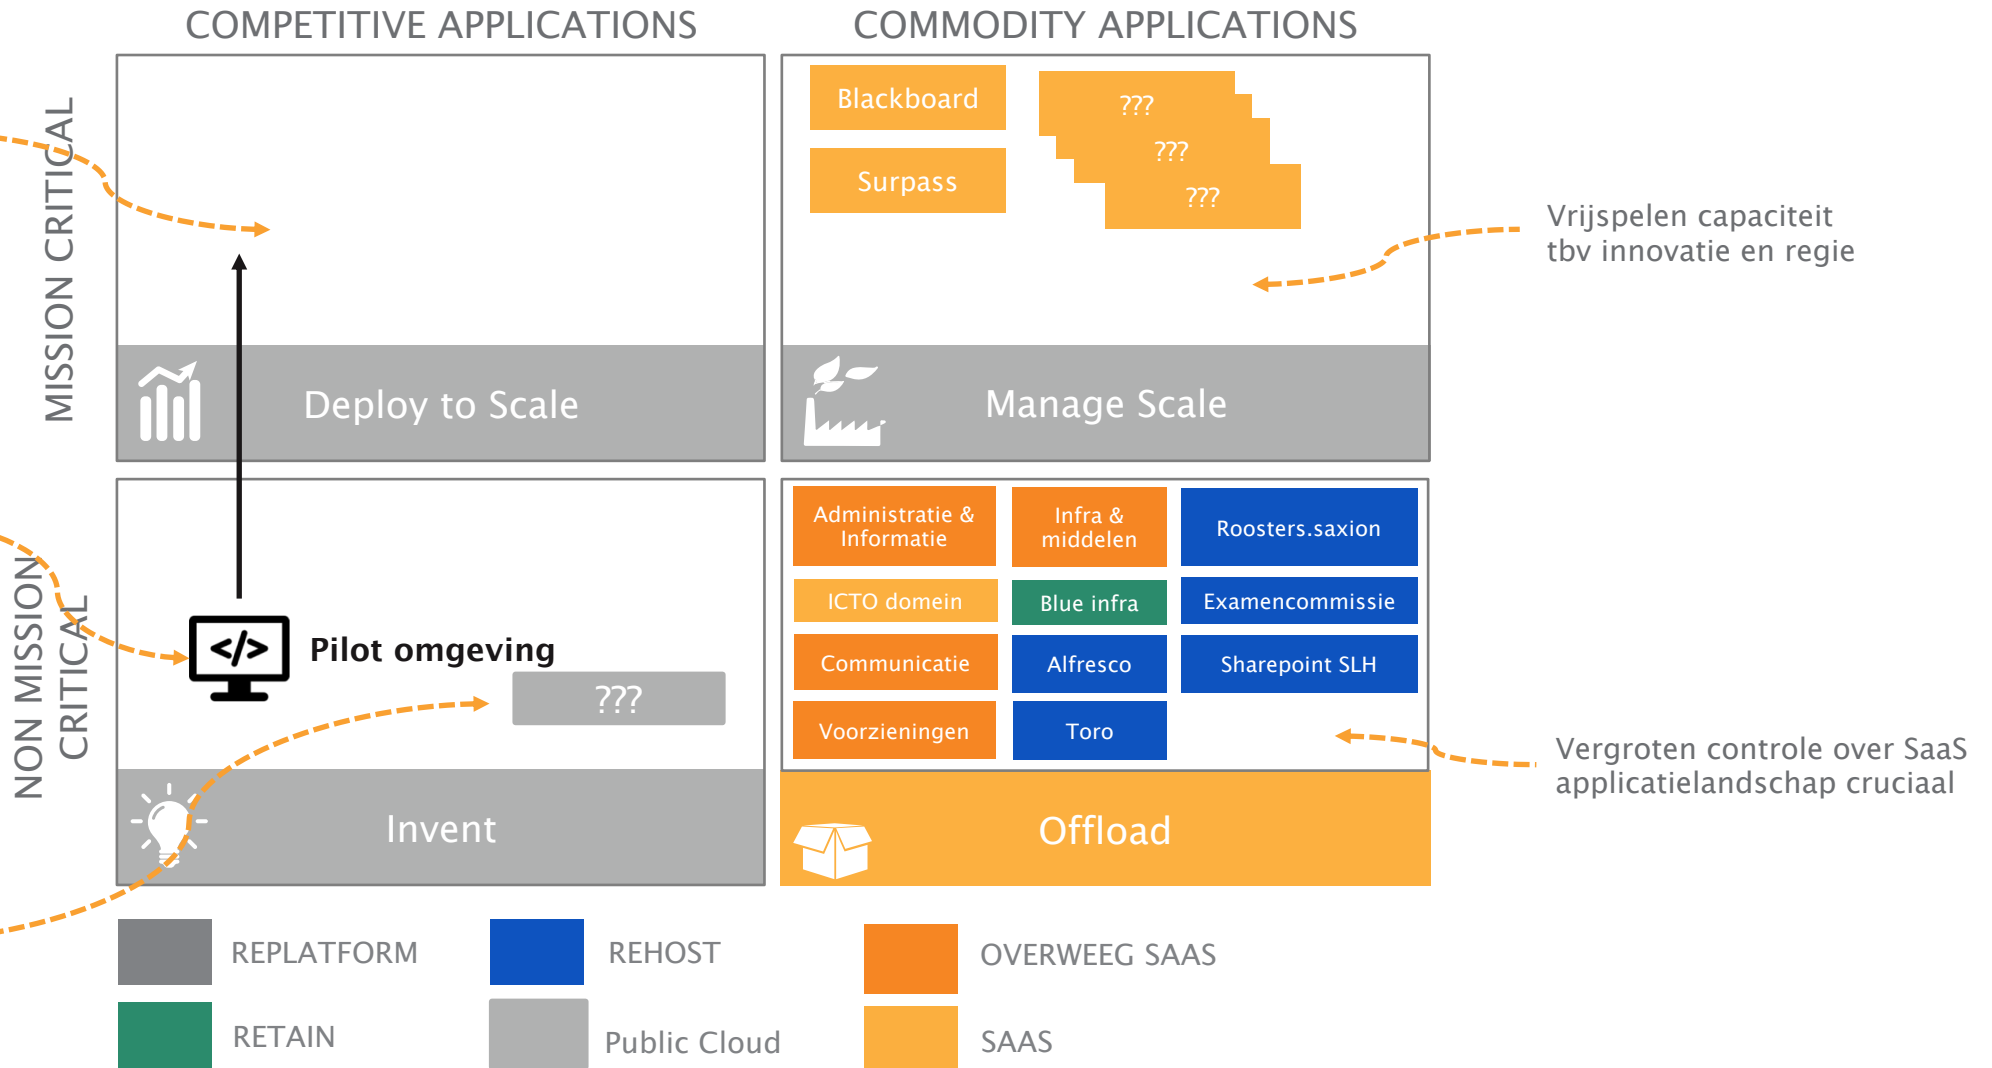 COMPETITIVE APPLICATIONS
COMMODITY APPLICATIONS
MISSION CRITICAL
Blackboard
Surpass
???
???
???
Vrijspelen capaciteit
tbv innovatie en regie
Deploy to Scale
Manage Scale
NON MISSION
CRITICAL
</>
Pilot omgeving
???
Administratie &
Informatie
Infra &
middelen
Roosters.saxion
ICTO domein
Blue infra
Examencommissie
Communicatie
Alfresco
Sharepoint SLH
Voorzieningen
Toro
Vergroten controle over SaaS
applicatielandschap cruciaal
Invent
Offload
REPLATFORM
REHOST
OVERWEEG SAAS
RETAIN
Public Cloud
SAAS